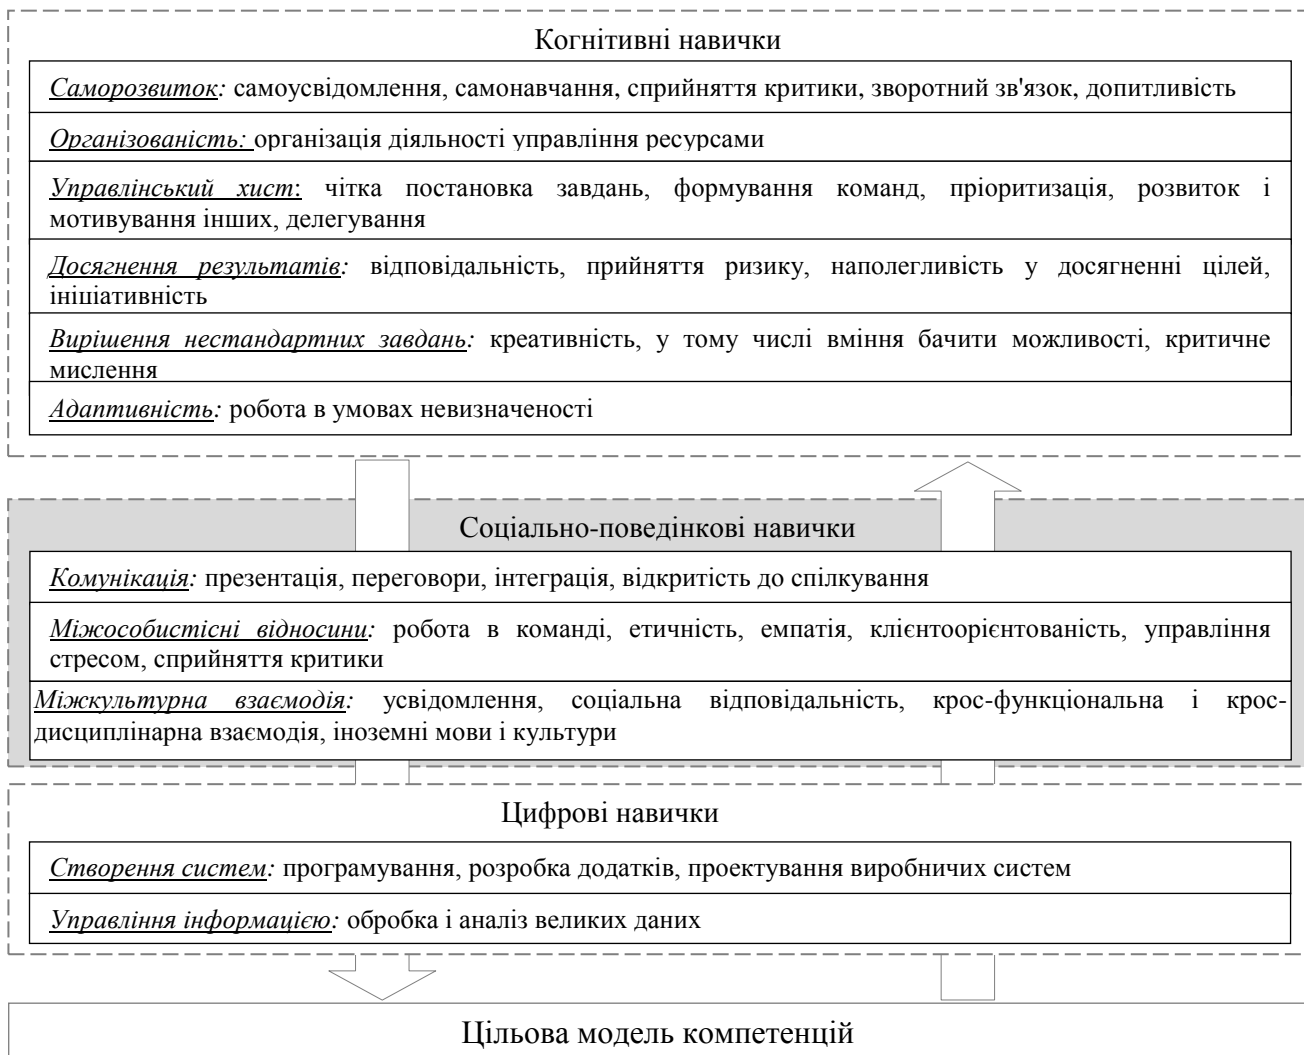 Когнітивні навички
Саморозвиток: самоусвідомлення, самонавчання, сприйняття критики, зворотний зв'язок, допитливість
Організованість: організація діяльності управління ресурсами
Управлінський хист: чітка постановка завдань, формування команд, пріоритизація, розвиток і
мотивування інших, делегування
Досягнення результатів: відповідальність, прийняття ризику, наполегливість у досягненні цілей,
ініціативність
Вирішення нестандартних завдань: креативність, у тому числі вміння бачити можливості, критичне
мислення
Адаптивність: робота в умовах невизначеності
Соціально-поведінкові навички
Комунікація: презентація, переговори, інтеграція, відкритість до спілкування
Міжособистісні відносини: робота в команді, етичність, емпатія, клієнтоорієнтованість, управління
стресом, сприйняття критики
Міжкультурна взаємодія: усвідомлення, соціальна відповідальність, крос-функціональна і крос-
дисциплінарна взаємодія, іноземні мови і культури
Цифрові навички
Створення систем: програмування, розробка додатків, проектування виробничих систем
Управління інформацією: обробка і аналіз великих даних
Цільова модель компетенцій